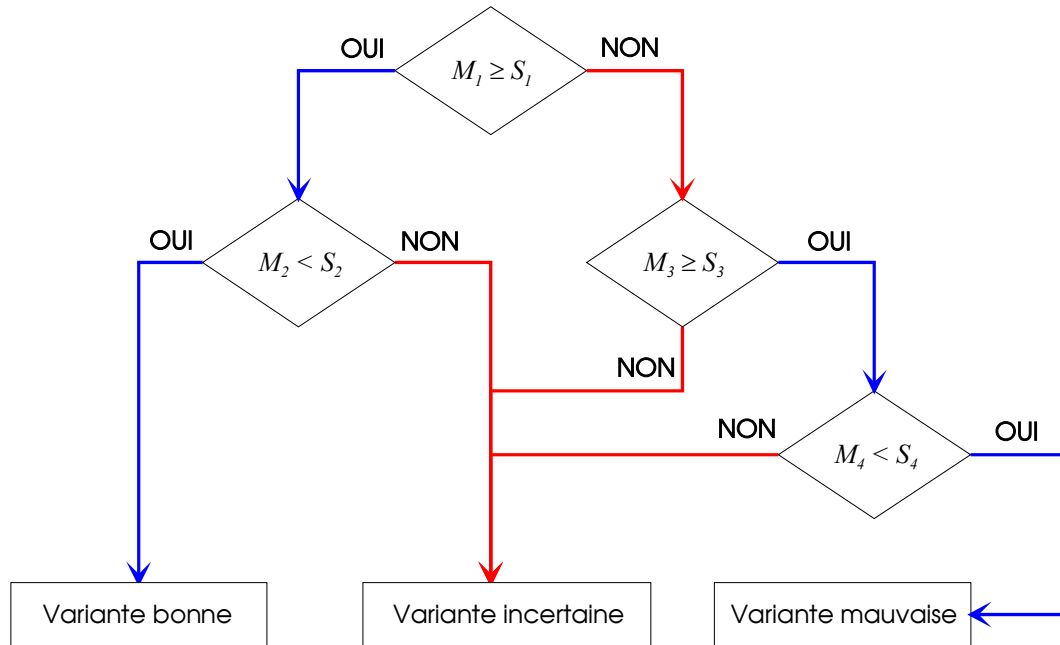 OUI
NON
M₁ ≥ S₁
OUI
NON
OUI
M₂ < S₂
M₃ ≥ S₃
NON
NON
OUI
M₄ < S₄
Variante bonne
Variante incertaine
Variante mauvaise